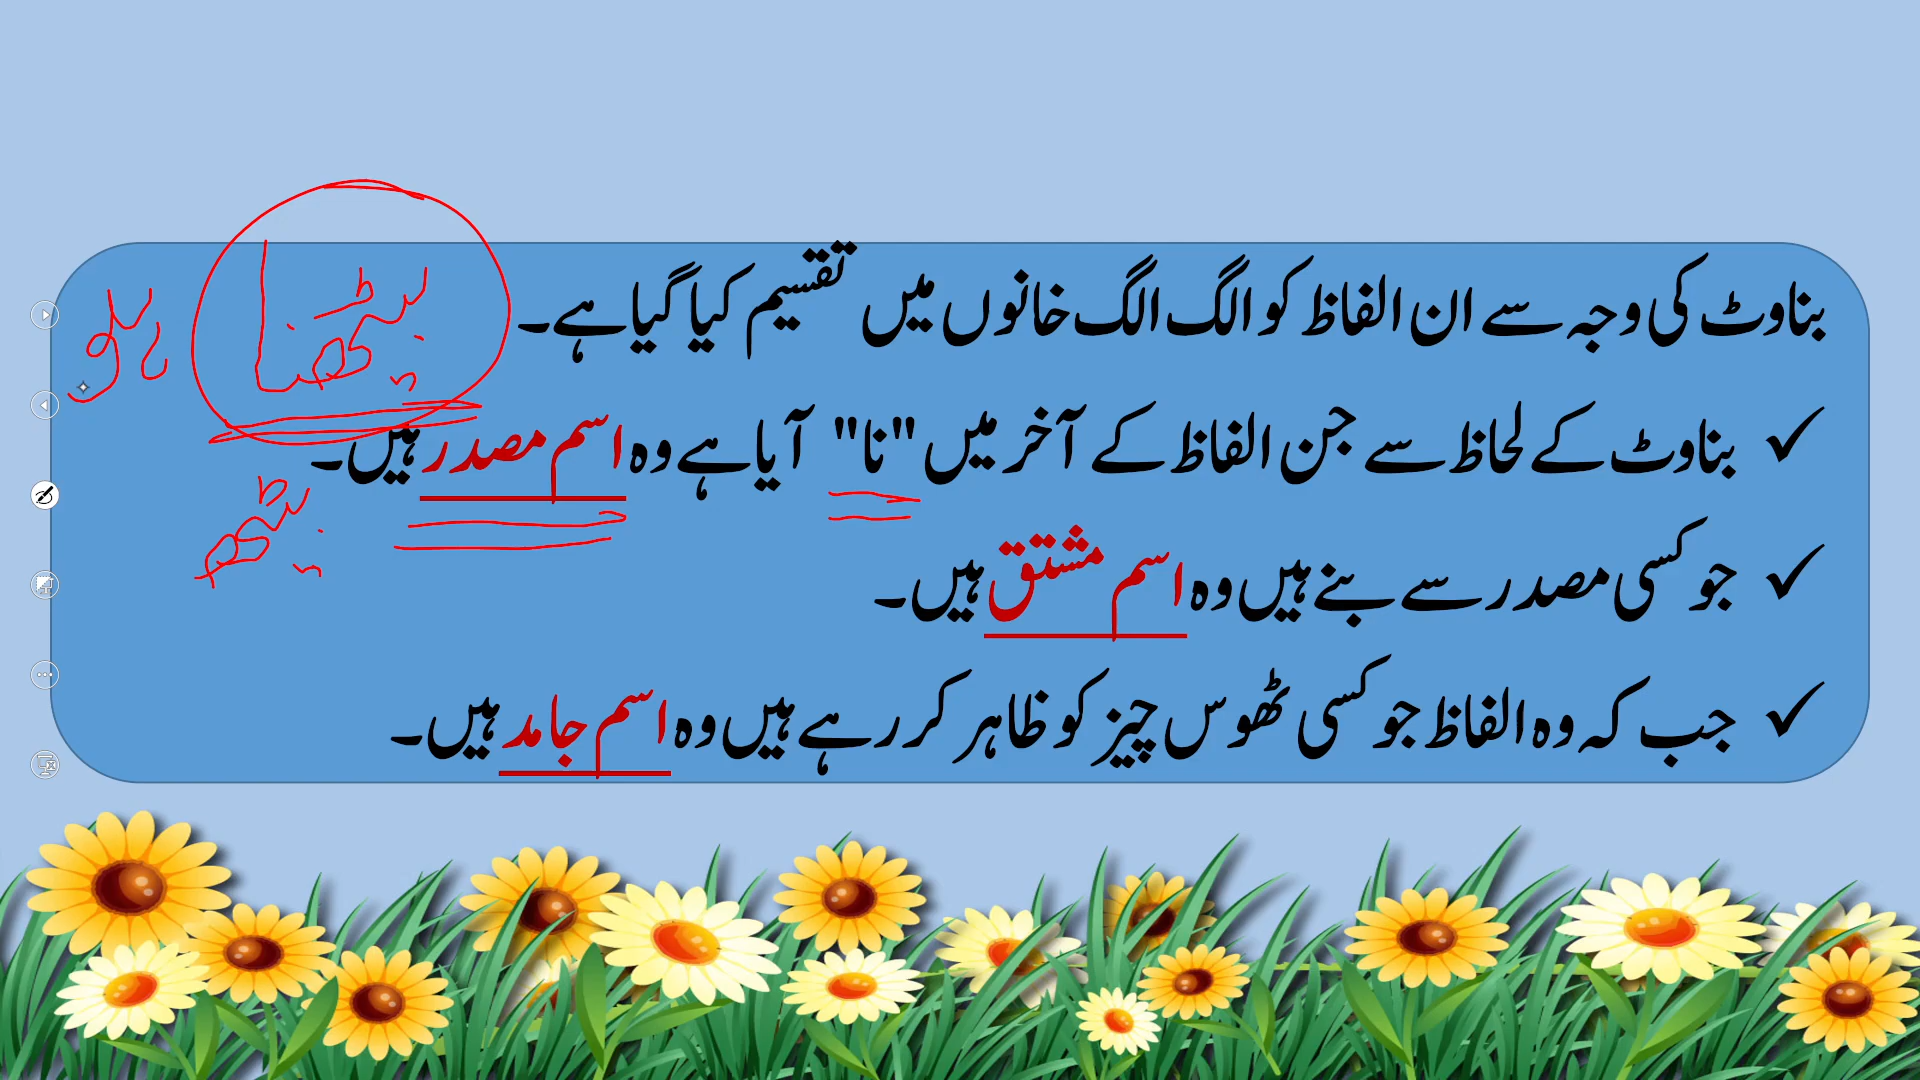 بناوٹ کی وجہ سے ان الفاظ کو الگ الگ خانوں میں تقسیم کیا گیا ہے۔
بیٹھنا
بناوٹ کے لحاظ سے جن الفاظ کے آخر میں "نا" آیا ہے وہ اسم مصدر ہیں۔
بیٹھ
جو کسی مصدر سے بنے ہیں وہ اسم مشتق ہیں۔
جب کہ وہ الفاظ جو کسی ٹھوس چیز کو ظاہر کر رہے ہیں وہ اسم جامد ہیں۔